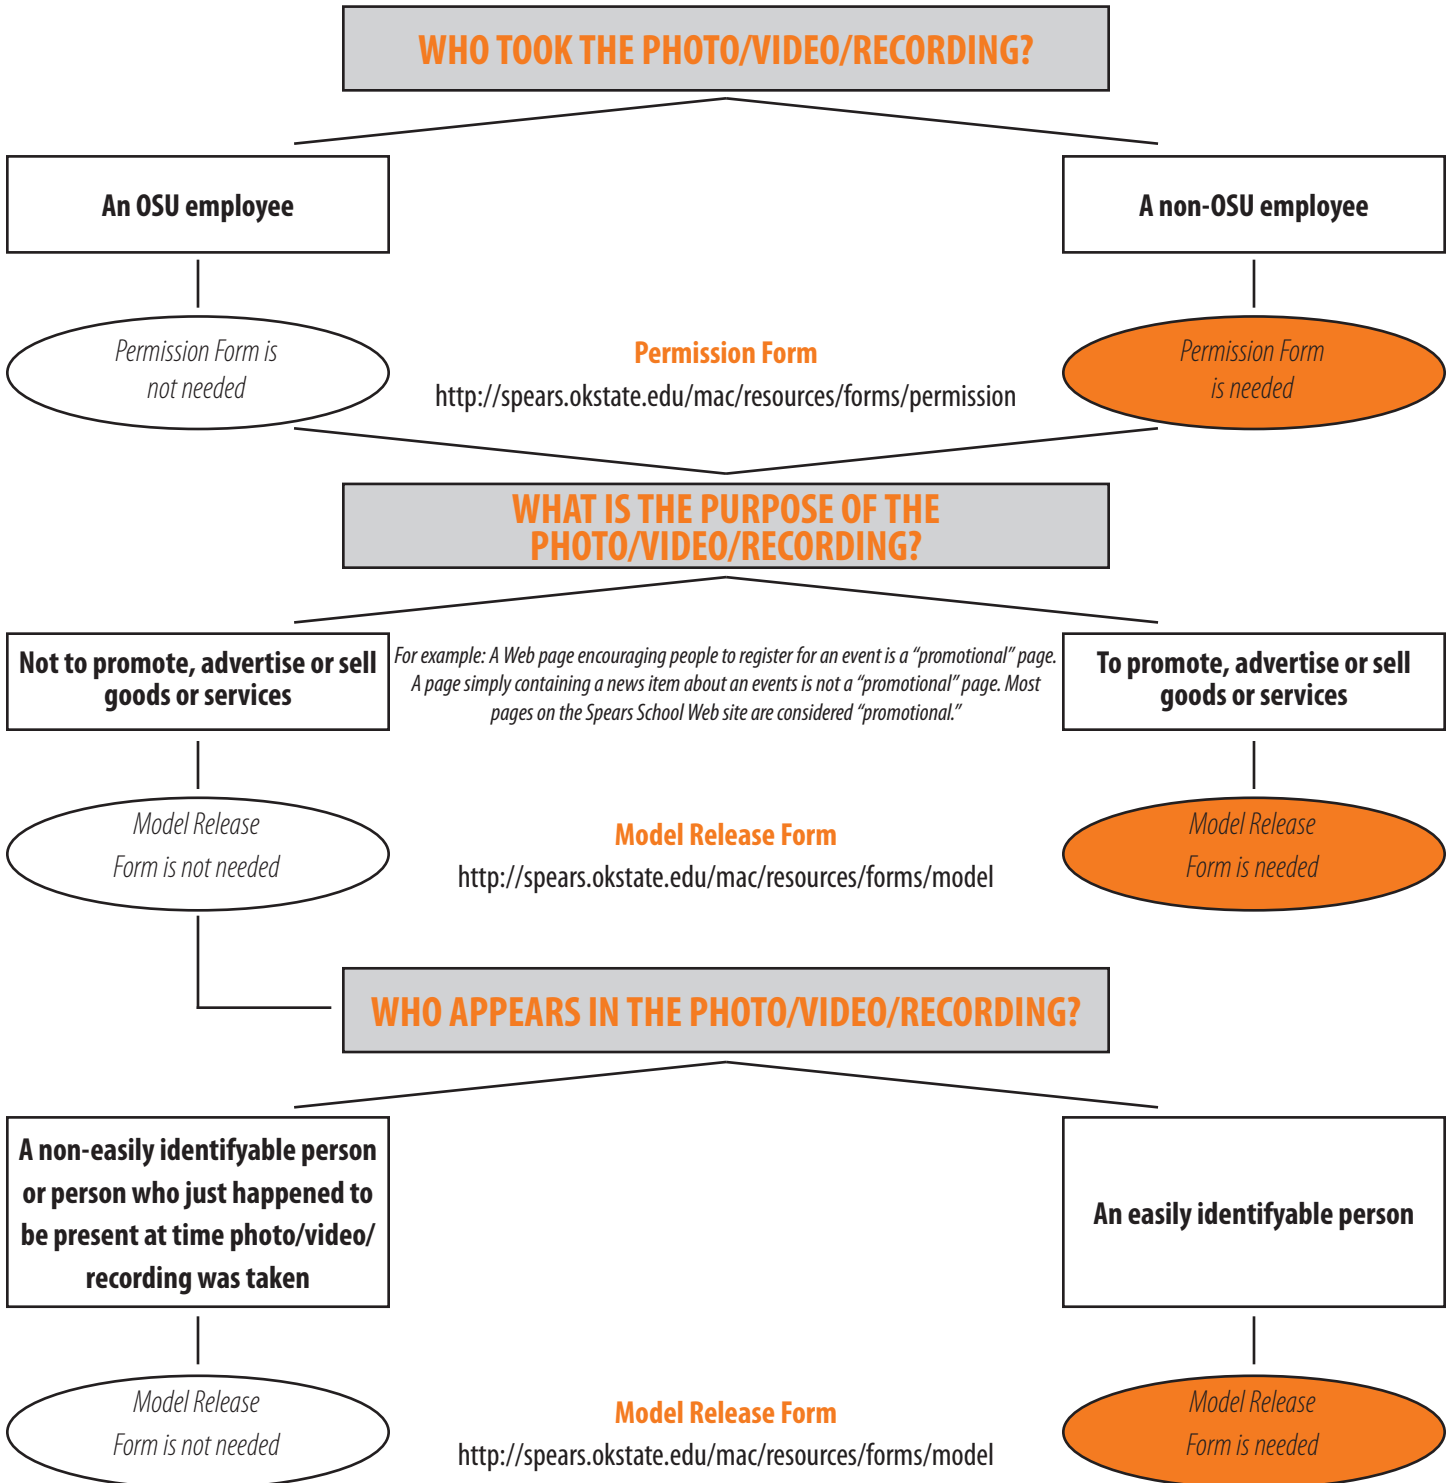 WHO TOOK THE PHOTO/VIDEO/RECORDING?
An OSU employee
A non-OSU employee
Permission Form is
not needed
Permission Form
http://spears.okstate.edu/mac/resources/forms/permission
Permission Form
is needed
WHAT IS THE PURPOSE OF THE
PHOTO/VIDEO/RECORDING?
Not to promote, advertise or sell
goods or services
For example: A Web page encouraging people to register for an event is a “promotional” page.
A page simply containing a news item about an events is not a “promotional” page. Most
pages on the Spears School Web site are considered “promotional.”
To promote, advertise or sell
goods or services
Model Release
Form is not needed
Model Release Form
http://spears.okstate.edu/mac/resources/forms/model
Model Release
Form is needed
WHO APPEARS IN THE PHOTO/VIDEO/RECORDING?
A non-easily identifyable person
or person who just happened to
be present at time photo/video/
recording was taken
An easily identifyable person
Model Release
Form is not needed
Model Release Form
http://spears.okstate.edu/mac/resources/forms/model
Model Release
Form is needed